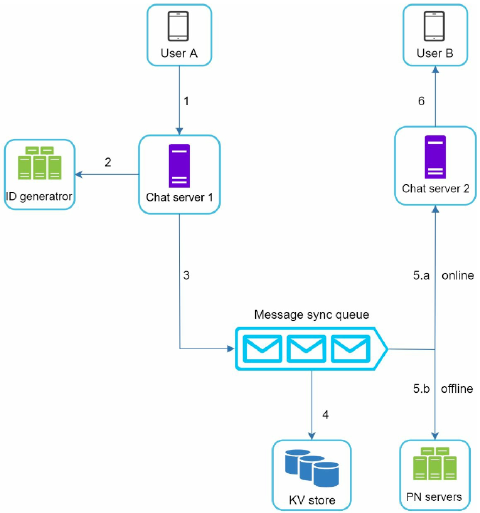 User A
User B
1
6
2
ID generatror
Chat server 1
Chat server 2
3
5.a online
Message sync queue
5.b offline
4
KV store
PN servers